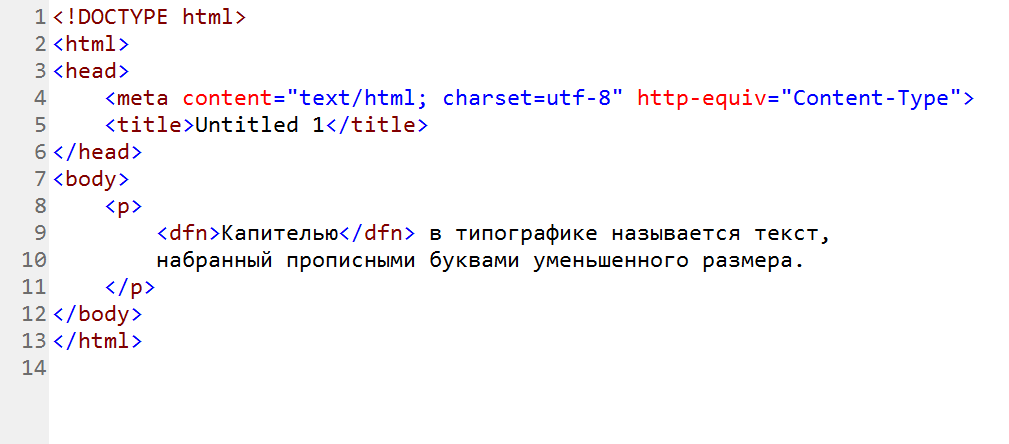 1 <!DOCTYPE html>
2 <html>
3 <head>
4     <meta content="text/html; charset=utf-8" http-equiv="Content-Type">
5     <title>Untitled 1</title>
6 </head>
7 <body>
8     <p>
9         <dfn>Капителью</dfn> в типографике называется текст,
10         набранный прописными буквами уменьшенного размера.
11     </p>
12 </body>
13 </html>
14